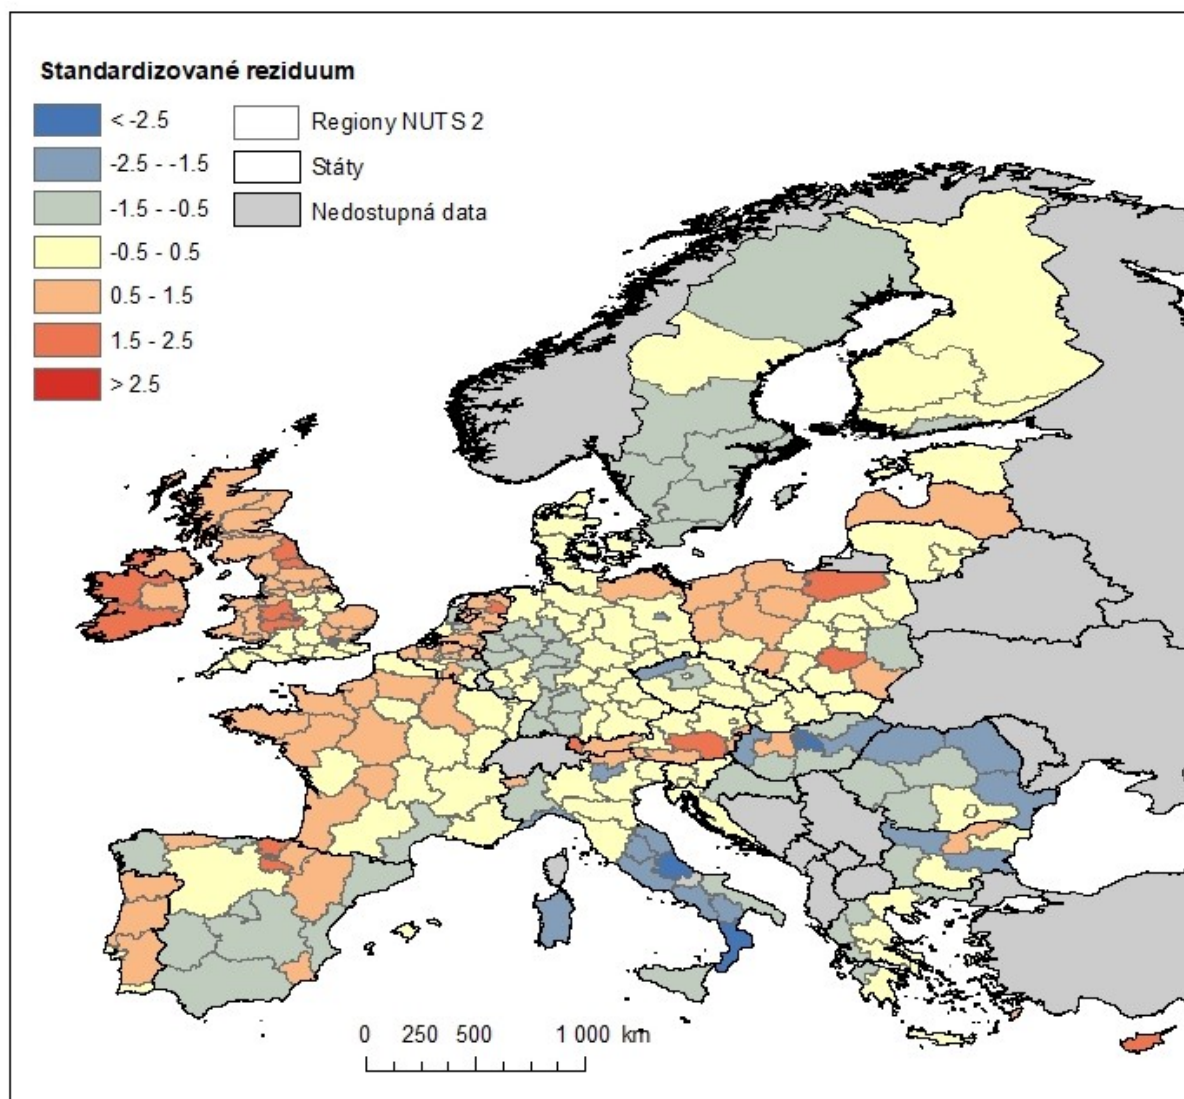 Standardizované reziduum
< -2.5
-2.5 - -1.5
-1.5 - -0.5
-0.5 - 0.5
0.5 - 1.5
1.5 - 2.5
> 2.5
Regiony NUTS 2
Státy
Nedostupná data
0 250 500 1 000 km